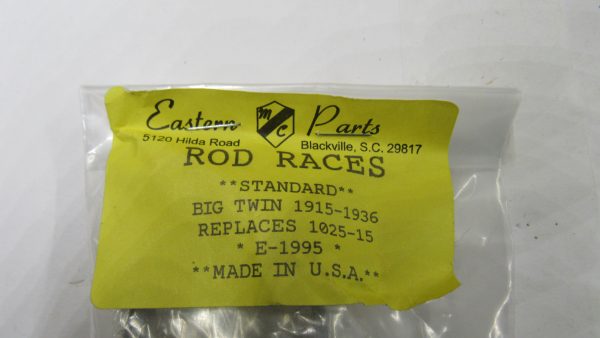 Eastern MC Parts
5120 Hilda Road Blackville, S.C. 29817
ROD RACES
**STANDARD**
BIG TWIN 1915-1936
REPLACES 1025-15
* E-1995 *
**MADE IN U.S.A.**